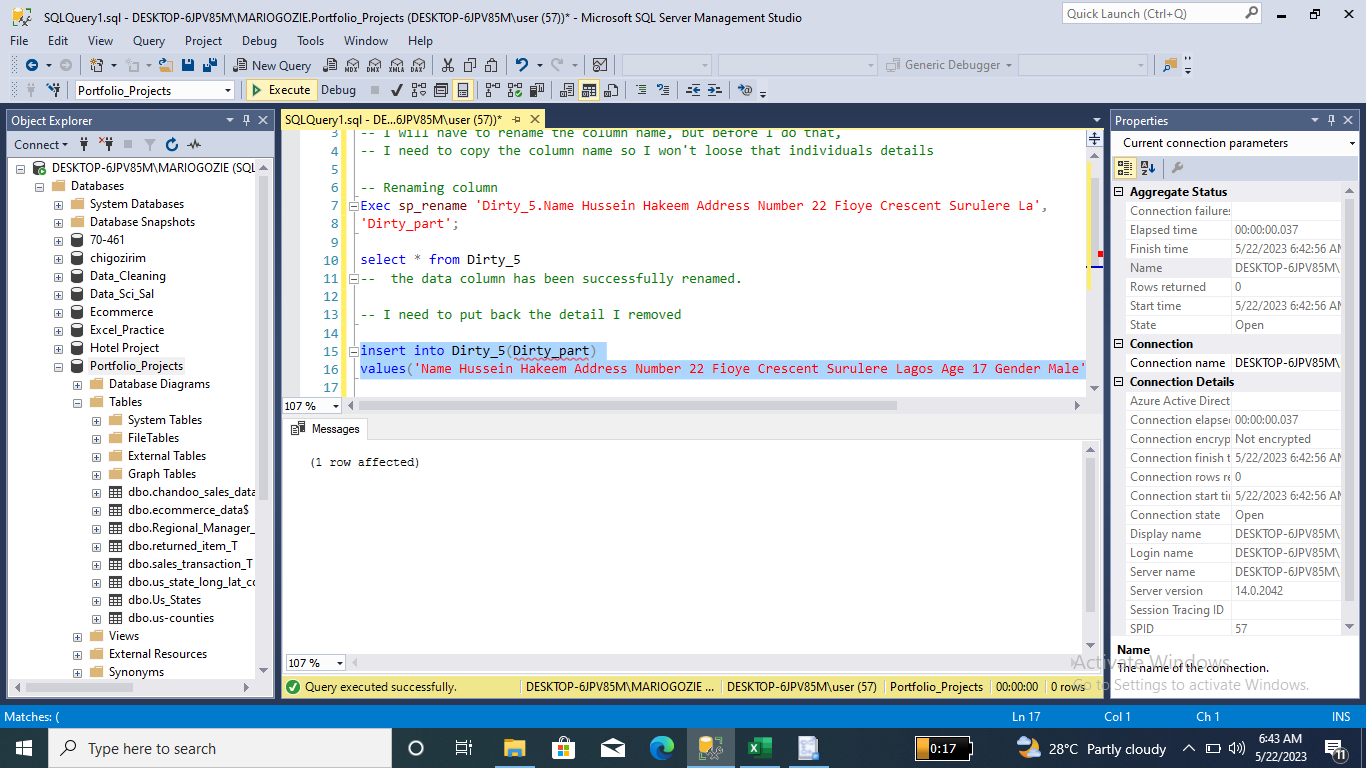 SQLQuery1.sql - DESKTOP-6JPV85M\MARIOGOZIE.Portfolio_Projects (DESKTOP-6JPV85M\user (57))* - Microsoft SQL Server Management Studio
Quick Launch (Ctrl+Q)
File Edit View Query Project Debug Tools Window Help
New Query MDX DMX XMLA DAX Generic Debugger
Portfolio_Projects Execute Debug
Object Explorer
Connect
DESKTOP-6JPV85M\MARIOGOZIE (SQL
Databases
System Databases
Database Snapshots
70-461
chigozirim
Data_Cleaning
Data_Sci_Sal
Ecommerce
Excel_Practice
Hotel Project
Portfolio_Projects
Database Diagrams
Tables
System Tables
FileTables
External Tables
Graph Tables
dbo.chandoo_sales_data
dbo.ecommerce_data$
dbo.Regional_Manager_
dbo.returned_item_T
dbo.sales_transaction_T
dbo.us_state_long_lat_co
dbo.Us_States
dbo.us-counties
Views
External Resources
Synonyms
SQLQuery1.sql - DE...6JPV85M\user (57))*
3 -- I will have to rename the column name, but before I do that,
4 -- I need to copy the column name so I won't loose that individuals details
5
6 -- Renaming column
7 Exec sp_rename 'Dirty_5.Name Hussein Hakeem Address Number 22 Fioye Crescent Surulere La',
8 'Dirty_part';
9
10 select * from Dirty_5
11 -- the data column has been successfully renamed.
12
13 -- I need to put back the detail I removed
14
15 insert into Dirty_5(Dirty_part)
16 values('Name Hussein Hakeem Address Number 22 Fioye Crescent Surulere Lagos Age 17 Gender Male'
17
107 %
Messages
(1 row affected)
107 %
Query executed successfully. DESKTOP-6JPV85M\MARIOGOZIE ... DESKTOP-6JPV85M\user (57) Portfolio_Projects 00:00:00 0 rows
Properties
Current connection parameters
Aggregate Status
Connection failures
Elapsed time 00:00:00.037
Finish time 5/22/2023 6:42:56 AM
Name DESKTOP-6JPV85M\
Rows returned 0
Start time 5/22/2023 6:42:56 AM
State Open
Connection
Connection name DESKTOP-6JPV85M\
Connection Details
Azure Active Direct
Connection elapse 00:00:00.037
Connection encryp Not encrypted
Connection finish t 5/22/2023 6:42:56 AM
Connection rows re 0
Connection start ti 5/22/2023 6:42:56 AM
Connection state Open
Display name DESKTOP-6JPV85M\
Login name DESKTOP-6JPV85M\
Server name DESKTOP-6JPV85M\
Server version 14.0.2042
Session Tracing ID
SPID 57
Name
The name of the connection.
Activate Windows
Go to Settings to activate Windows.
Matches: ( Ln 17 Col 1 Ch 1 INS
Type here to search
0:17
28°C Partly cloudy
6:43 AM
5/22/2023
11